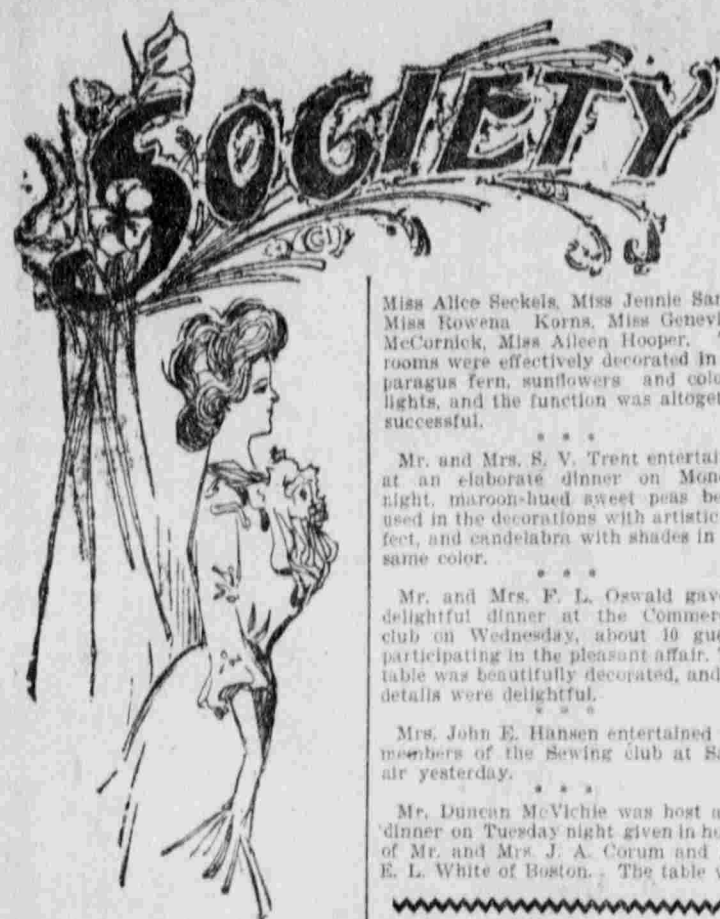 SOCIETY
Miss Alice Seckels, Miss Jennie Sar
Miss Rowena Korns, Miss Genevi
McCornick, Miss Aileen Hooper.
rooms were effectively decorated in
paragus fern, sunflowers and colo
lights, and the function was altoget
successful.
* * *
Mr. and Mrs. S. V. Trent entertai
at an elaborate dinner on Mon
night, maroon-hued sweet peas be
used in the decorations with artistic
fect, and candelabra with shades in
same color.
* * *
Mr. and Mrs. F. L. Oswald gav
delightful dinner at the Commer
club on Wednesday, about 10 gue
participating in the pleasant affair.
table was beautifully decorated, and
details were delightful.
* * *
Mrs. John E. Hansen entertained
members of the Sewing club at Sa
air yesterday.
* * *
Mr. Duncan McVichie was host a
dinner on Tuesday night given in ho
of Mr. and Mrs. J. A. Corum and
E. L. White of Boston. The table w